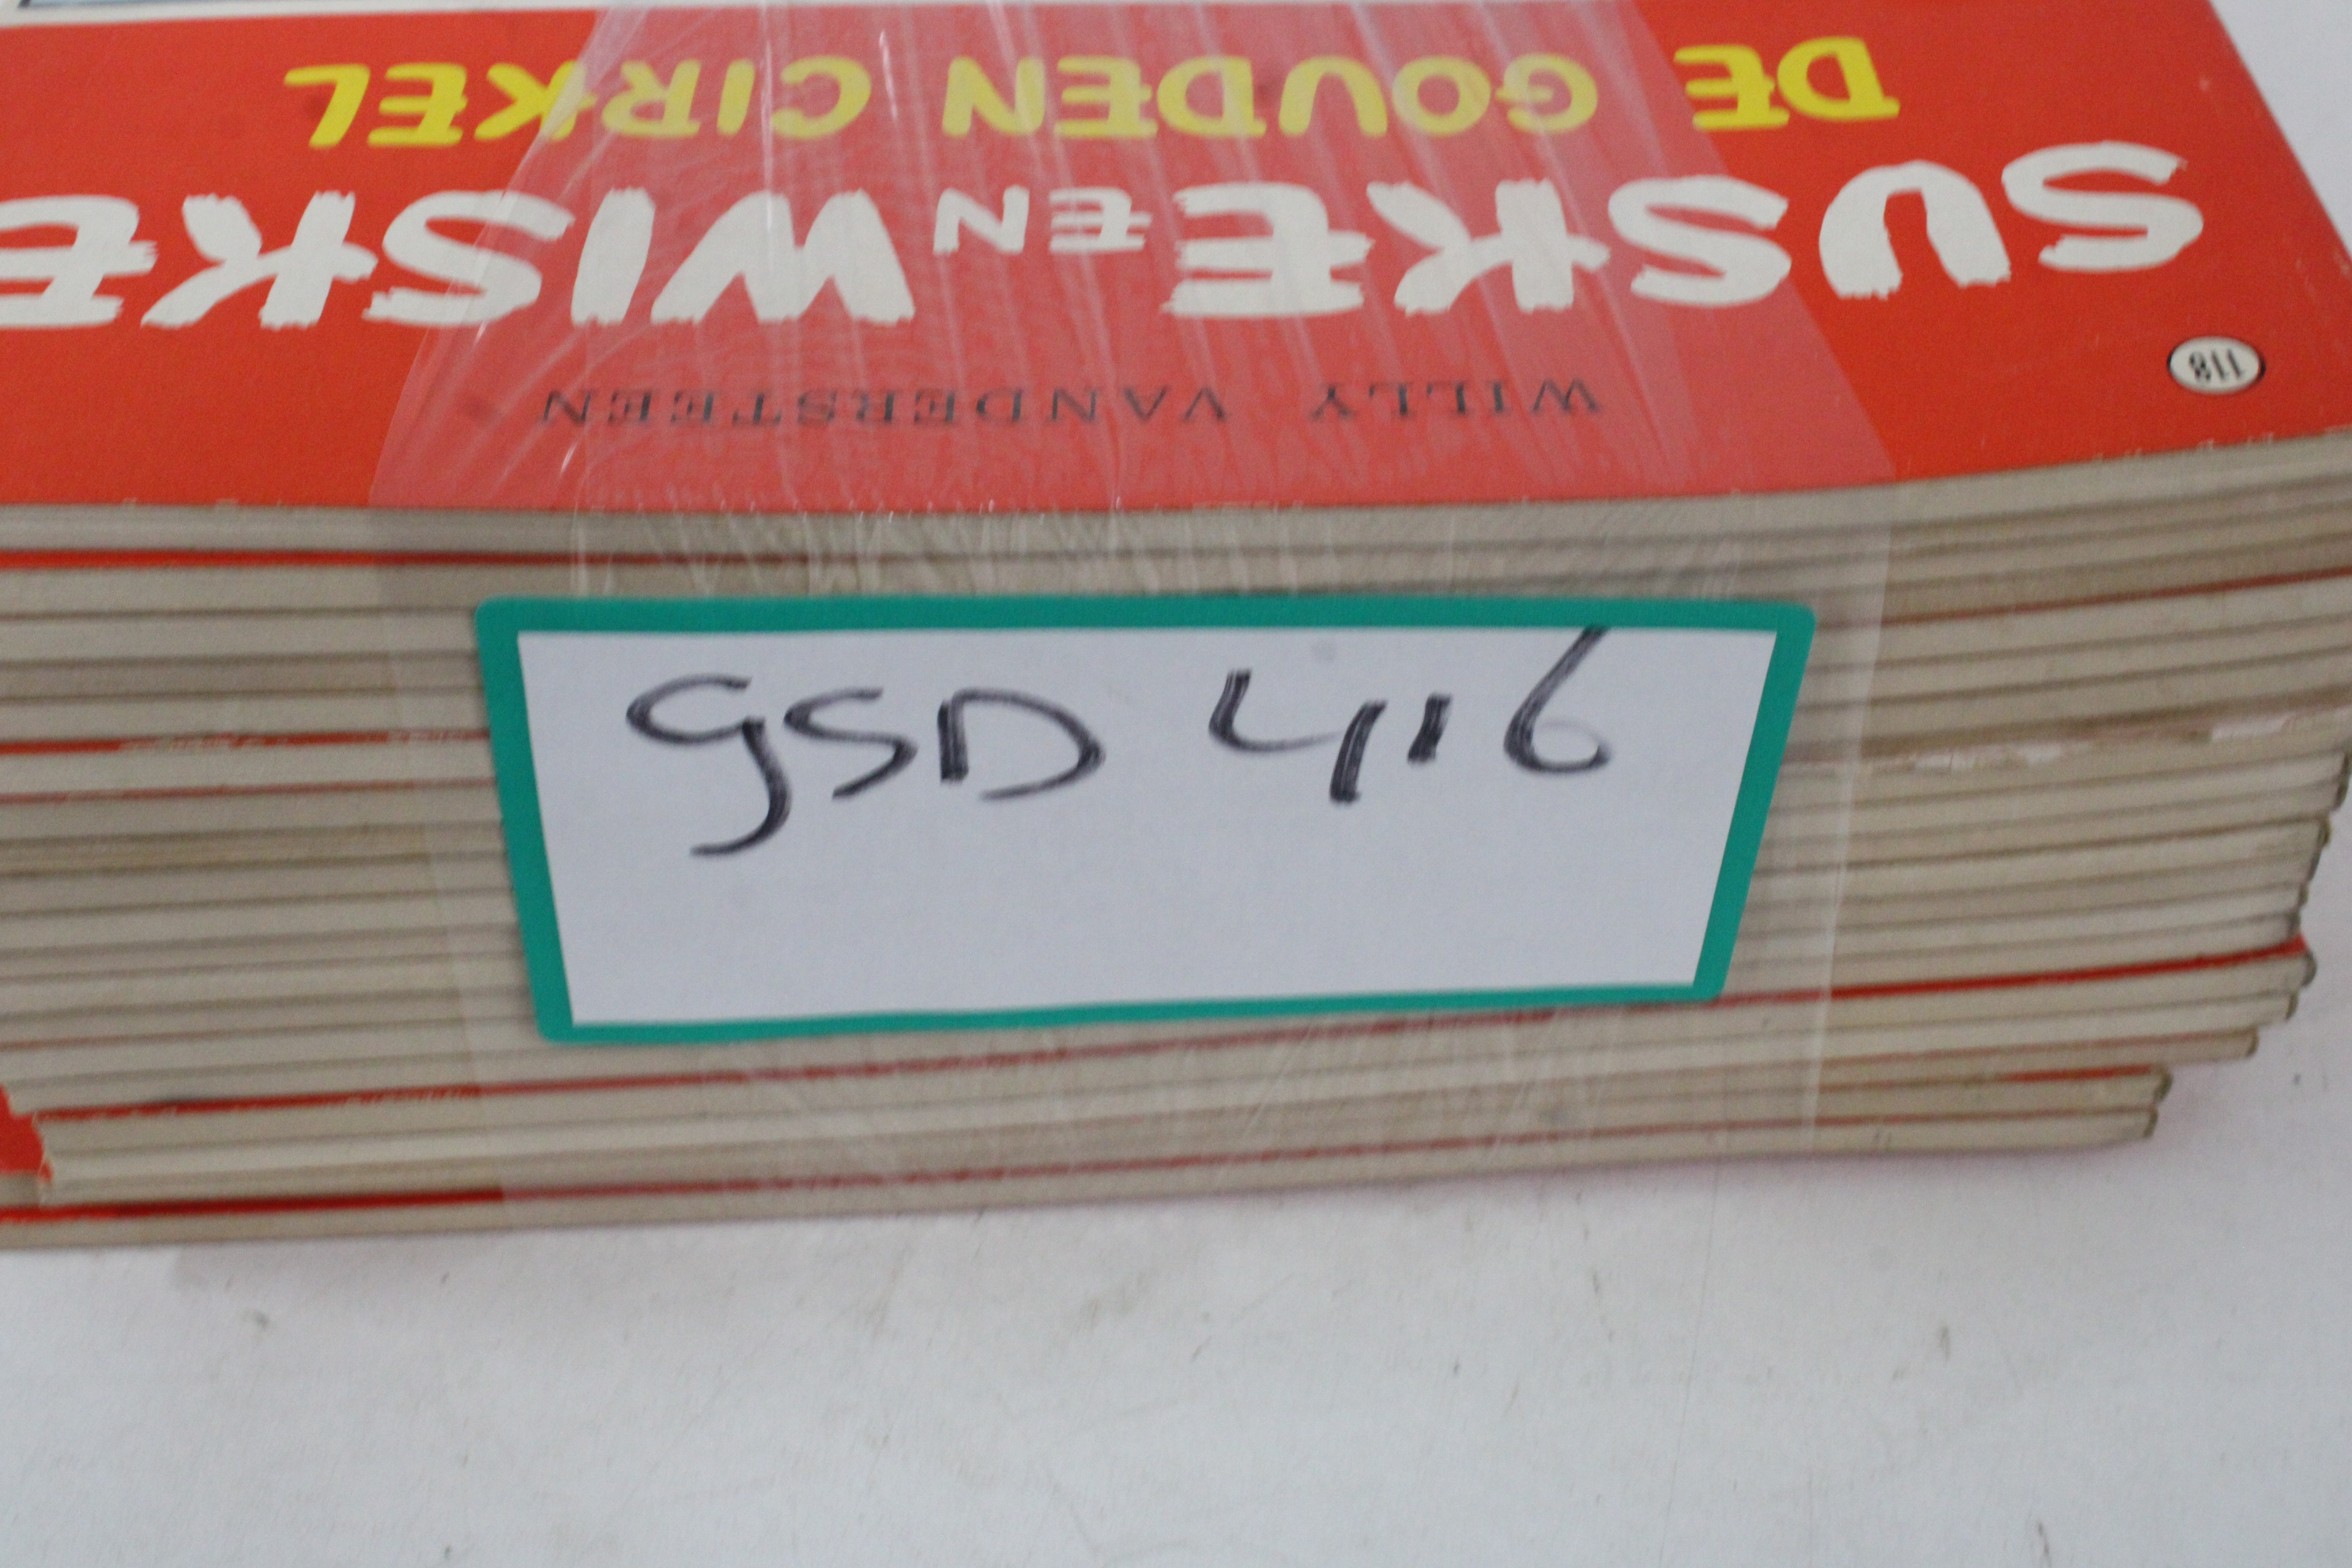 118
WILLY VANDERSTEEN
SUSKE EN WISKE
DE GOUDEN CIRKEL
GSD 416